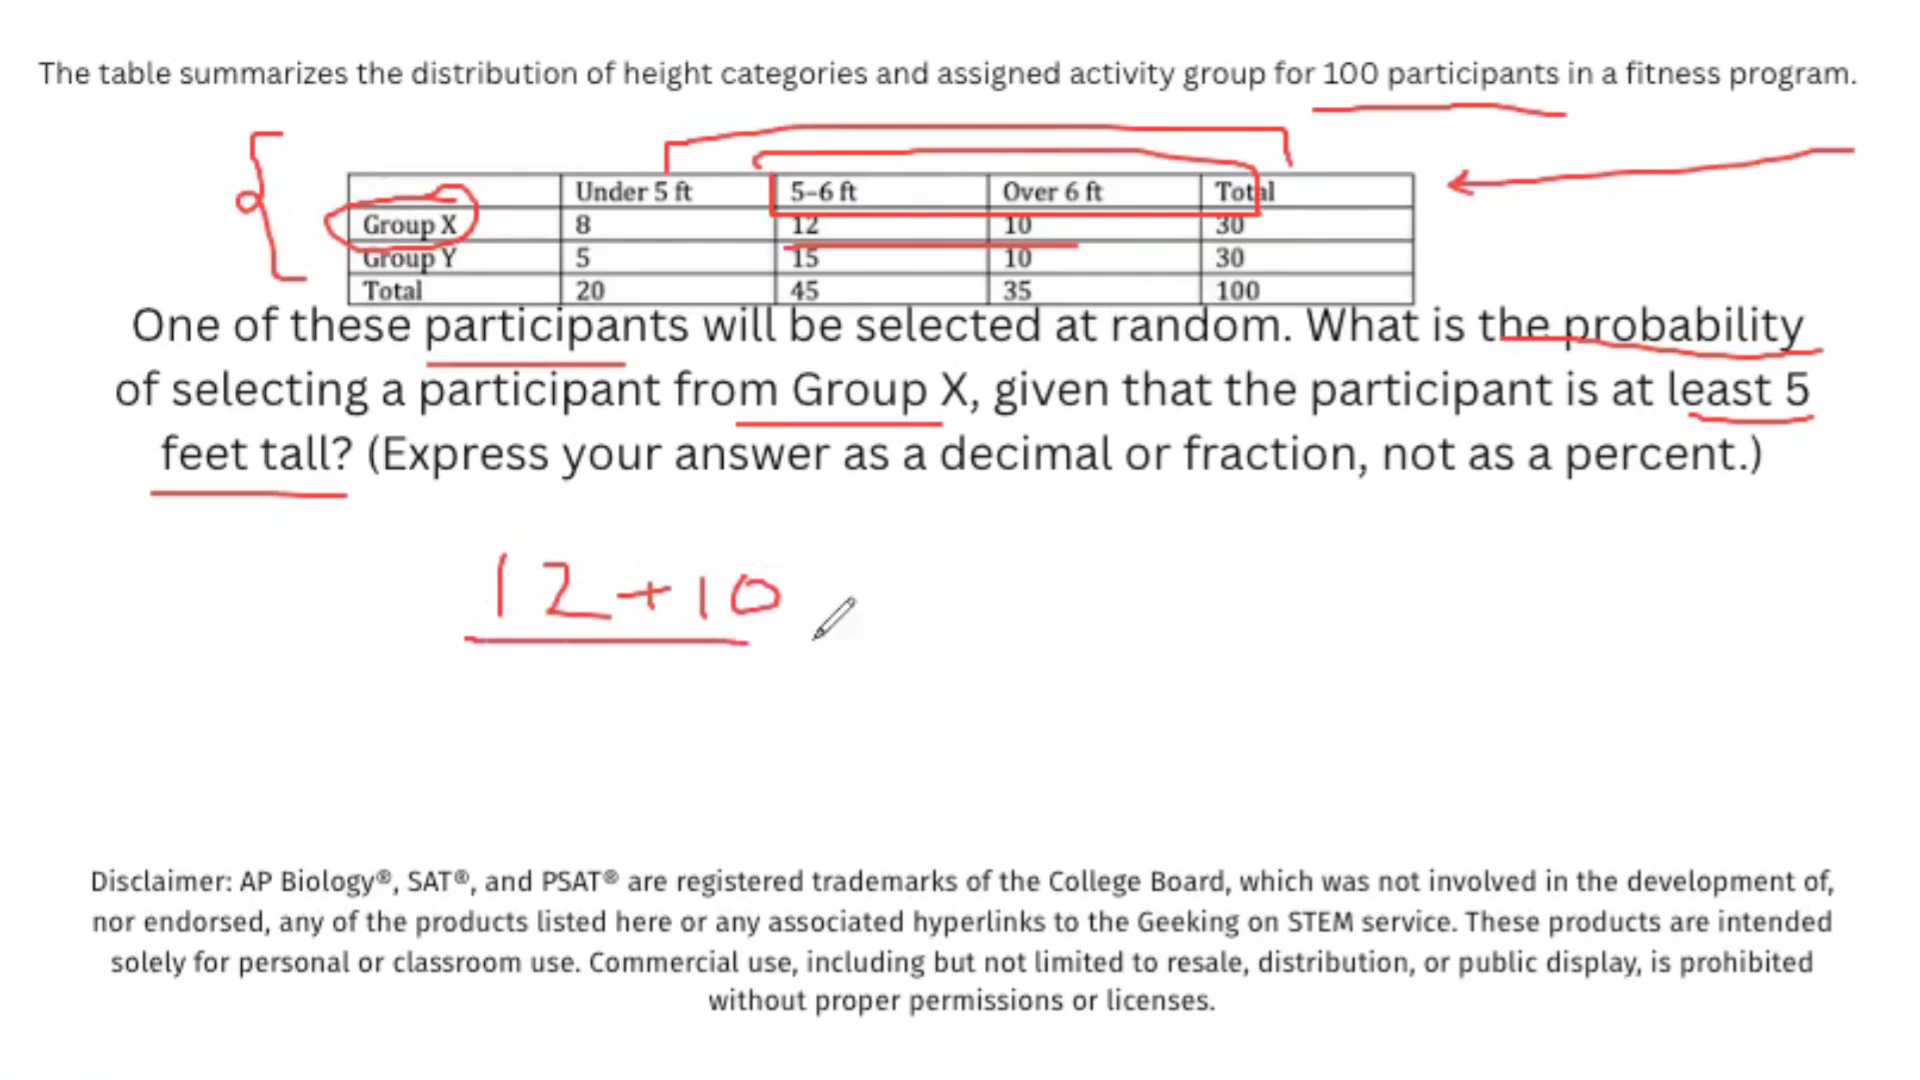 The table summarizes the distribution of height categories and assigned activity group for 100 participants in a fitness program.
Under 5 ft 5–6 ft Over 6 ft Total
Group X 8 12 10 30
Group Y 5 15 10 30
Total 20 45 35 100
One of these participants will be selected at random. What is the probability
of selecting a participant from Group X, given that the participant is at least 5
feet tall? (Express your answer as a decimal or fraction, not as a percent.)
12+10
Disclaimer: AP Biology®, SAT®, and PSAT® are registered trademarks of the College Board, which was not involved in the development of,
nor endorsed, any of the products listed here or any associated hyperlinks to the Geeking on STEM service. These products are intended
solely for personal or classroom use. Commercial use, including but not limited to resale, distribution, or public display, is prohibited
without proper permissions or licenses.